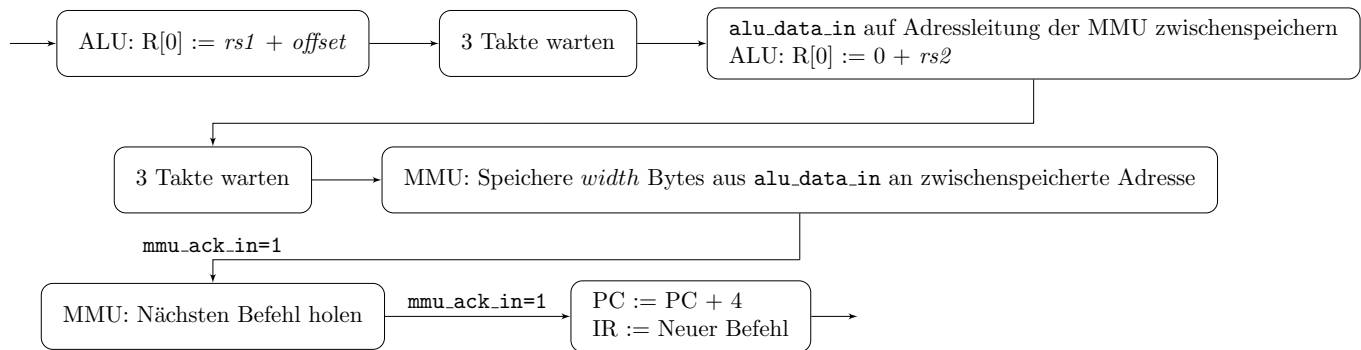 ALU: R[0] := rs1 + offset
3 Takte warten
alu_data_in auf Adressleitung der MMU zwischenspeichern
ALU: R[0] := 0 + rs2
3 Takte warten
MMU: Speichere width Bytes aus alu_data_in an zwischenspeicherte Adresse
mmu_ack_in=1
MMU: Nächsten Befehl holen
mmu_ack_in=1
PC := PC + 4
IR := Neuer Befehl